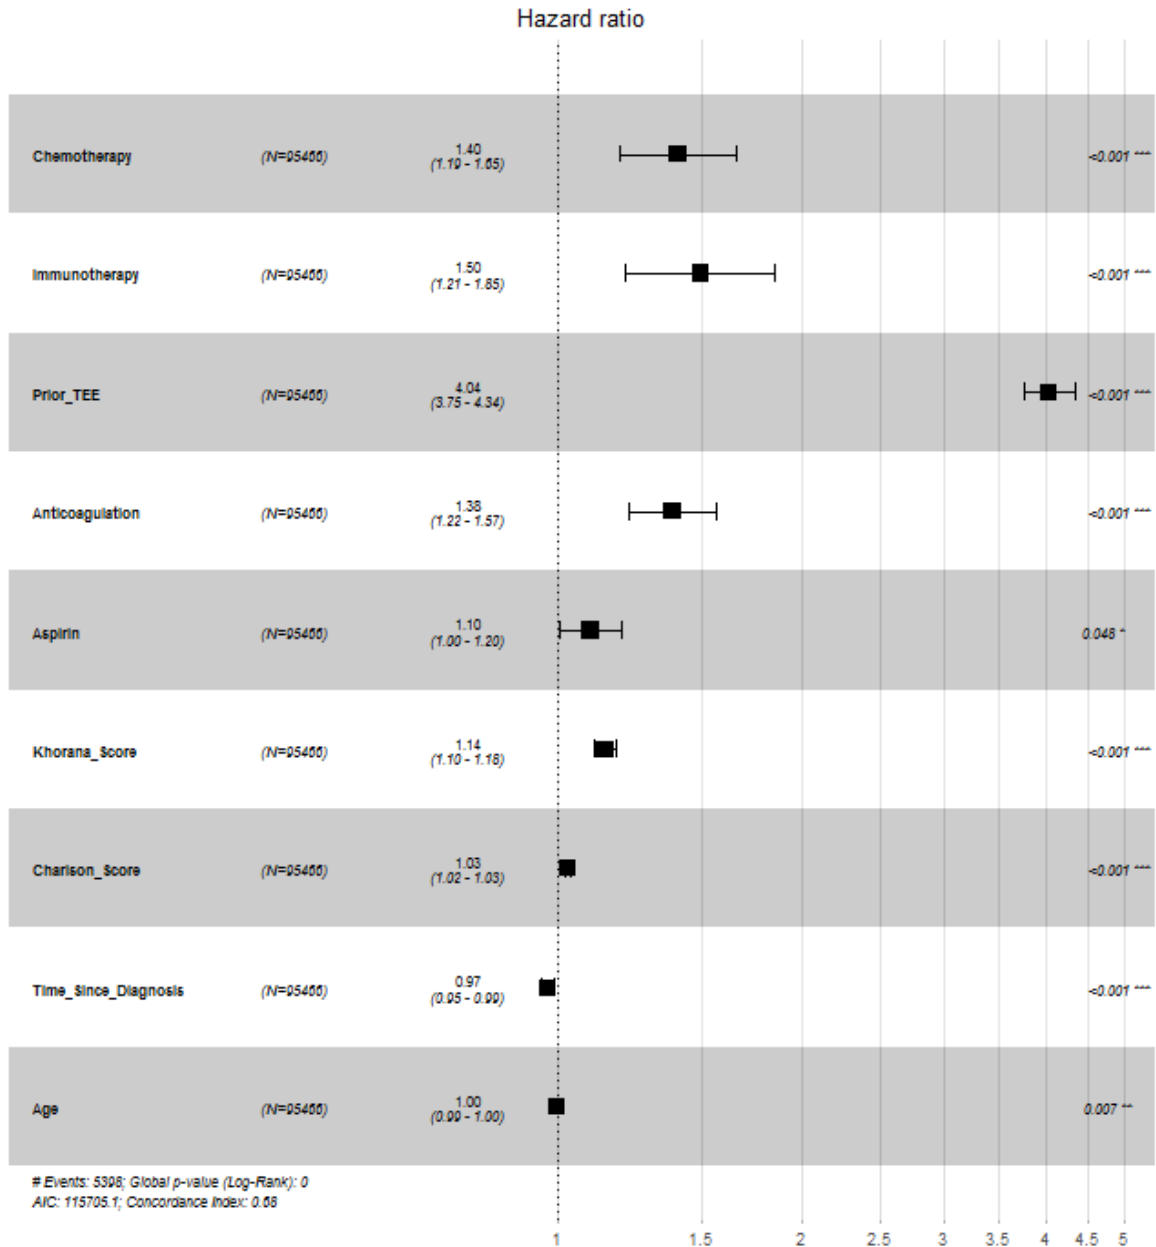 Hazard ratio
Chemotherapy (N=95466) 1.40 <0.001 ***
(1.19 - 1.65)
Immunotherapy (N=95466) 1.50 <0.001 ***
(1.21 - 1.85)
Prior_TEE (N=95466) 4.04 <0.001 ***
(3.75 - 4.34)
Anticoagulation (N=95466) 1.38 <0.001 ***
(1.22 - 1.57)
Aspirin (N=95466) 1.10 0.048 *
(1.00 - 1.20)
Khorana_Score (N=95466) 1.14 <0.001 ***
(1.10 - 1.18)
Charlson_Score (N=95466) 1.03 <0.001 ***
(1.02 - 1.03)
Time_Since_Diagnosis (N=95466) 0.97 <0.001 ***
(0.95 - 0.99)
Age (N=95466) 1.00 0.007 **
(0.99 - 1.00)
# Events: 5398; Global p-value (Log-Rank): 0
AIC: 115705.1; Concordance Index: 0.68
1 1.5 2 2.5 3 3.5 4 4.5 5